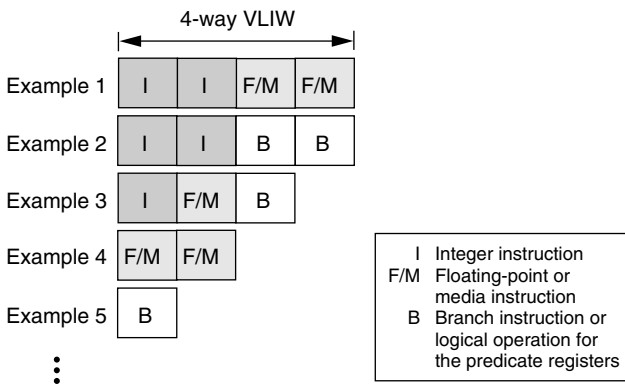 4-way VLIW
Example 1 I I F/M F/M
Example 2 I I B B
Example 3 I F/M B
Example 4 F/M F/M
Example 5 B
I Integer instruction
F/M Floating-point or
media instruction
B Branch instruction or
logical operation for
the predicate registers